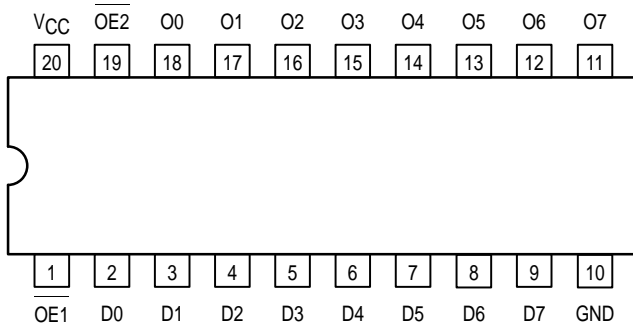 VCC OE2 O0 O1 O2 O3 O4 O5 O6 O7
20 19 18 17 16 15 14 13 12 11
1 2 3 4 5 6 7 8 9 10
OE1 D0 D1 D2 D3 D4 D5 D6 D7 GND